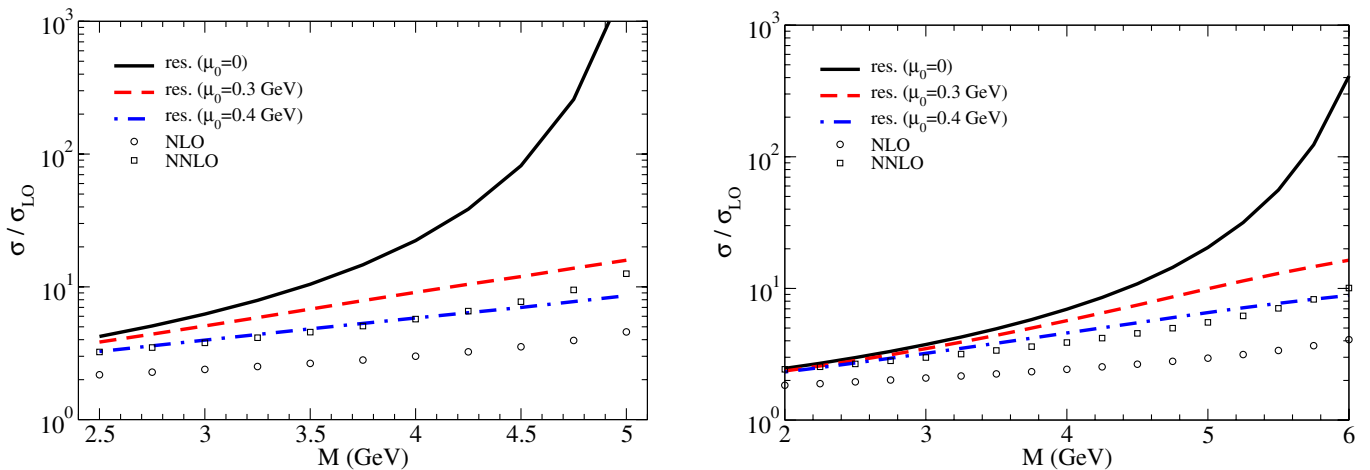 10³
res. (μ₀=0)
res. (μ₀=0.3 GeV)
res. (μ₀=0.4 GeV)
NLO
NNLO
10²
σ / σ_LO
10¹
10⁰
2.5 3 3.5 4 4.5 5
M (GeV)
10³
res. (μ₀=0)
res. (μ₀=0.3 GeV)
res. (μ₀=0.4 GeV)
NLO
NNLO
10²
σ / σ_LO
10¹
10⁰
2 3 4 5 6
M (GeV)